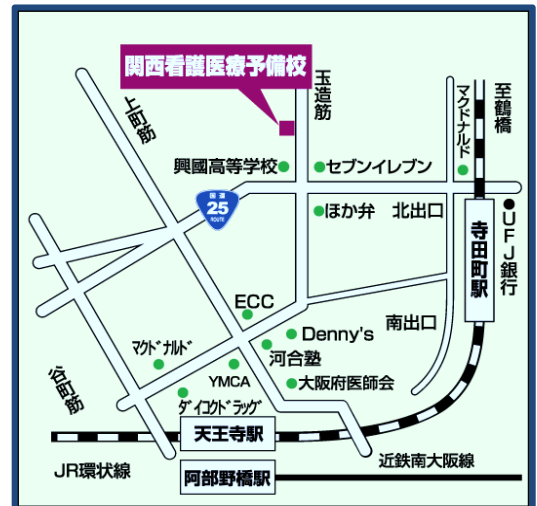 関西看護医療予備校
玉造筋
上町筋
マクドナルド
至鶴橋
興國高等学校
セブンイレブン
国道
25
ROUTE
ほか弁
北出口
寺田町駅
UFJ銀行
ECC
Denny's
南出口
マクドナルド
河合塾
谷町筋
YMCA
大阪府医師会
ダイコクドラッグ
天王寺駅
JR環状線
阿部野橋駅
近鉄南大阪線